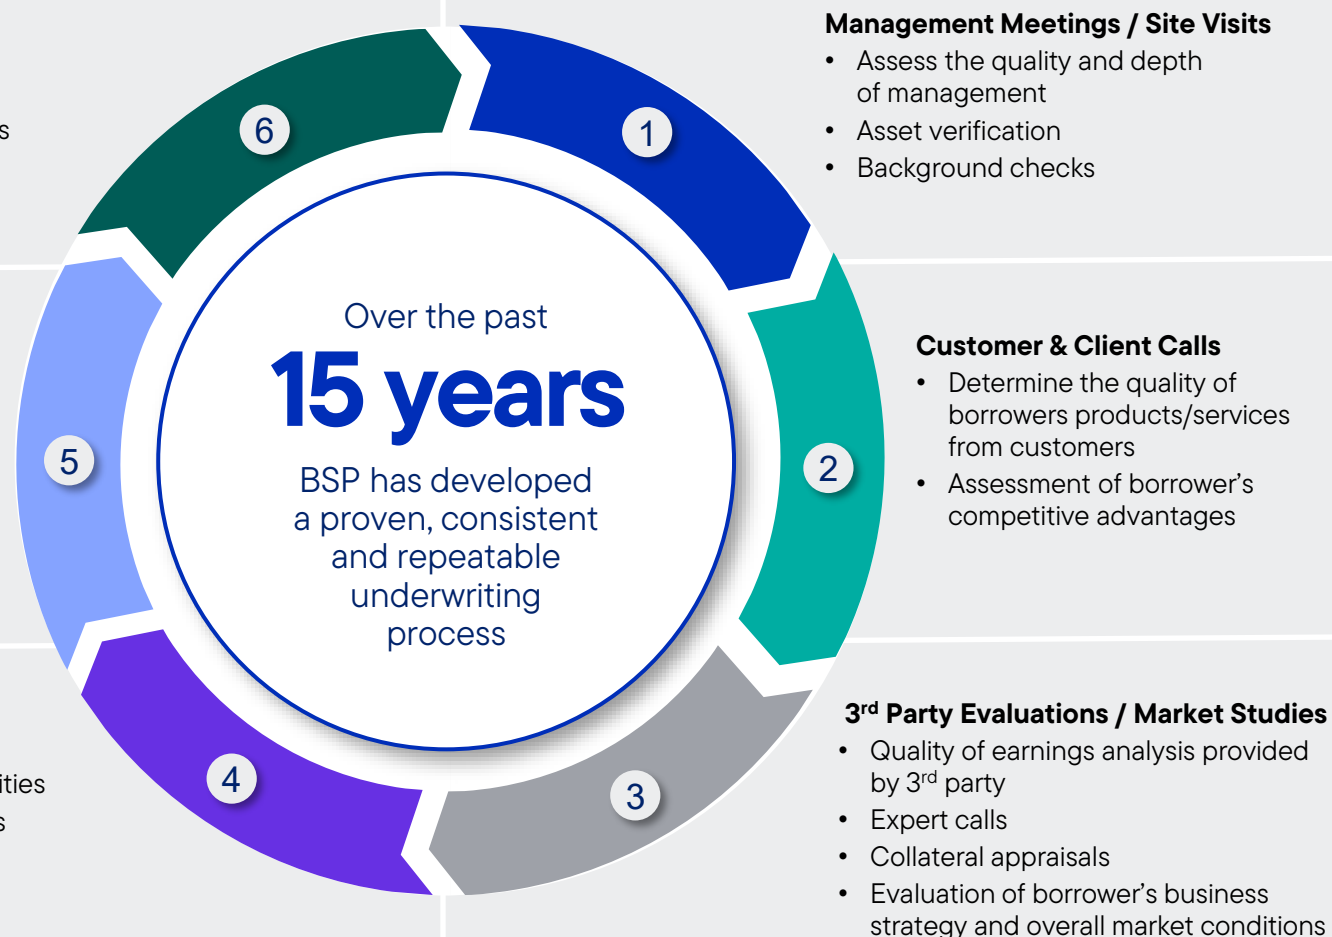 Management Meetings / Site Visits
• Assess the quality and depth
of management
• Asset verification
• Background checks
6
1
Over the past
15 years
BSP has developed
a proven, consistent
and repeatable
underwriting
process
Customer & Client Calls
• Determine the quality of
borrowers products/services
from customers
• Assessment of borrower's
competitive advantages
5
2
3rd Party Evaluations / Market Studies
• Quality of earnings analysis provided
by 3rd party
• Expert calls
• Collateral appraisals
• Evaluation of borrower's business
strategy and overall market conditions
4
3